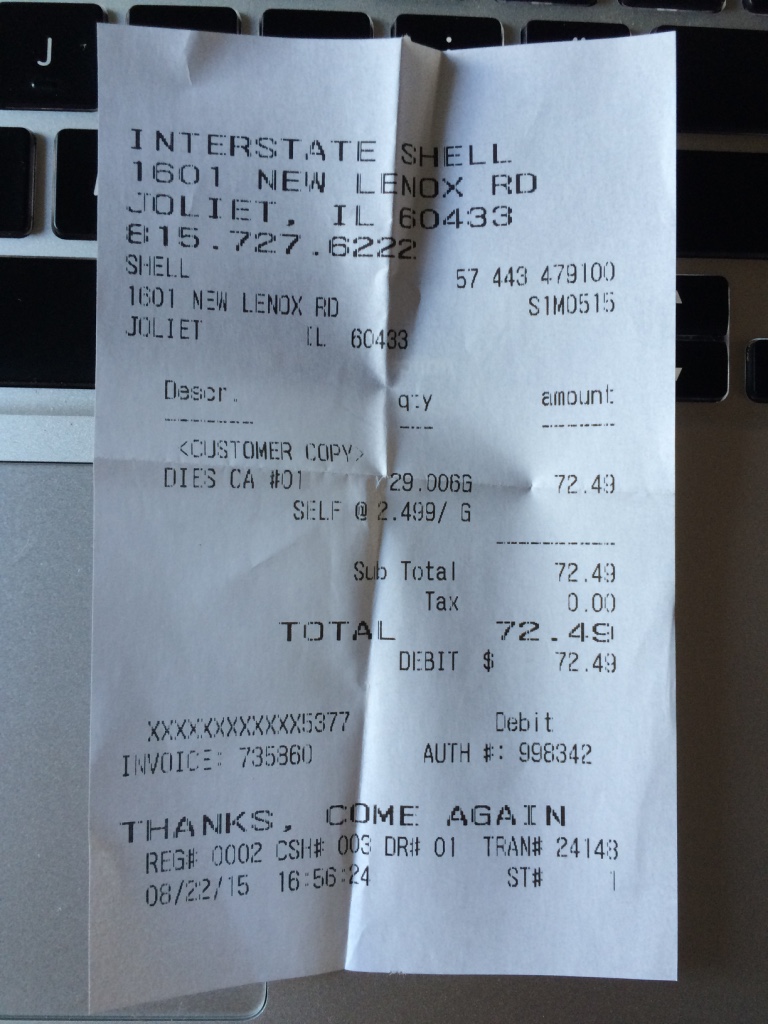 J
INTERSTATE SHELL
1601 NEW LENOX RD
JOLIET, IL 60433
815.727.6222
SHELL 57 443 479100
1601 NEW LENOX RD S1M0515
JOLIET IL 60433
Descr. qty amount
<CUSTOMER COPY>
DIES CA #01 29.006G 72.49
SELF @ 2.499/ G
Sub Total 72.49
Tax 0.00
TOTAL 72.49
DEBIT $ 72.49
XXXXXXXXXXXX5377 Debit
INVOICE: 735860 AUTH #: 998342
THANKS, COME AGAIN
REG# 0002 CSH# 003 DR# 01 TRAN# 24148
08/22/15 16:56:24 ST# 1